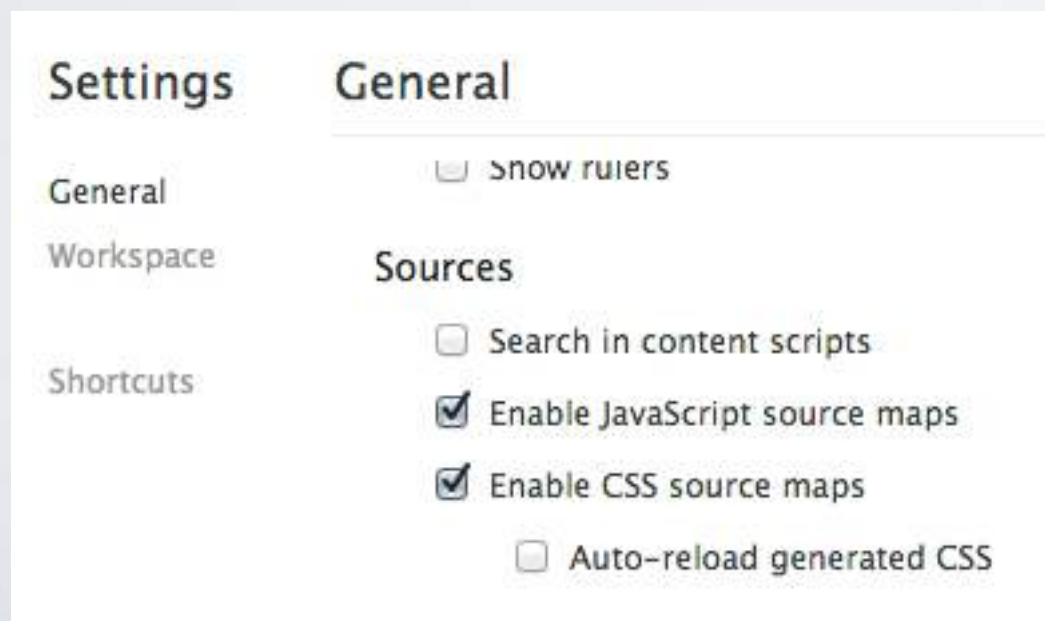 Settings
General
General
Workspace
Shortcuts
Show rulers
Sources
Search in content scripts
Enable JavaScript source maps
Enable CSS source maps
Auto-reload generated CSS